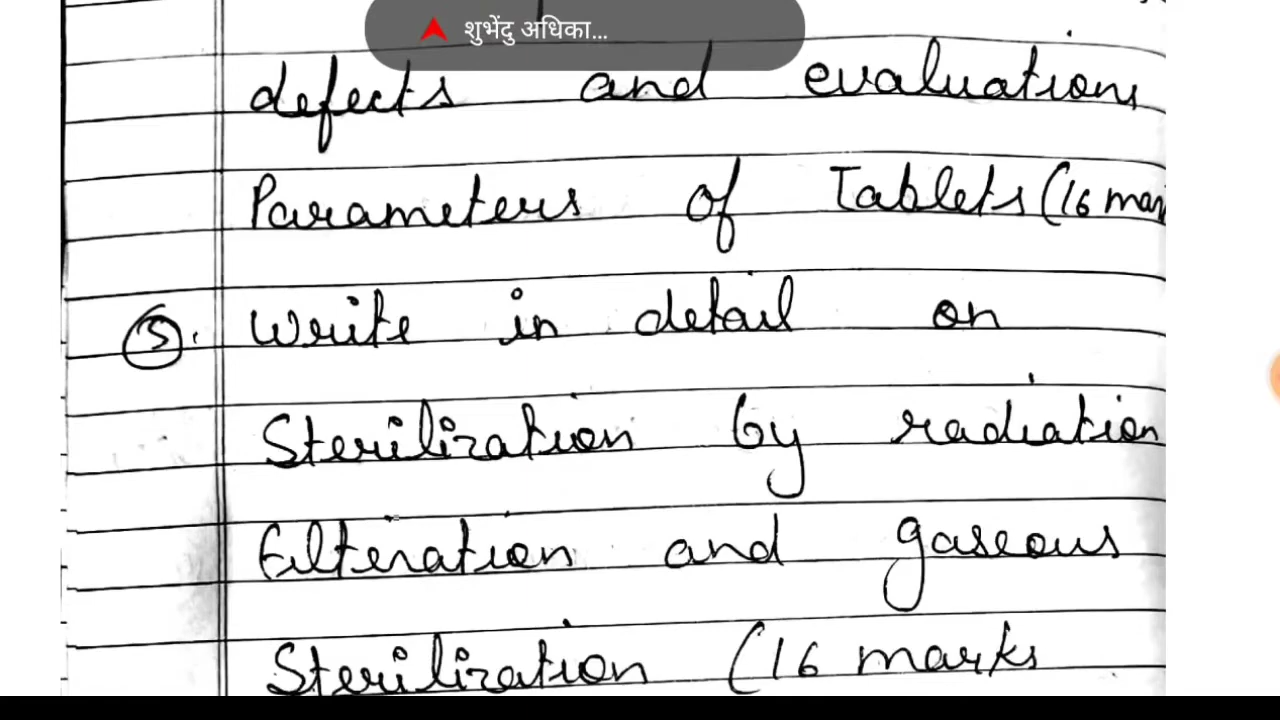 शुभेंदु अधिका...
defects and evaluations
Parameters of Tablets (16 mar
5. Write in detail on
Sterilization by radiation
Filteration and gaseous
Sterilization (16 marks